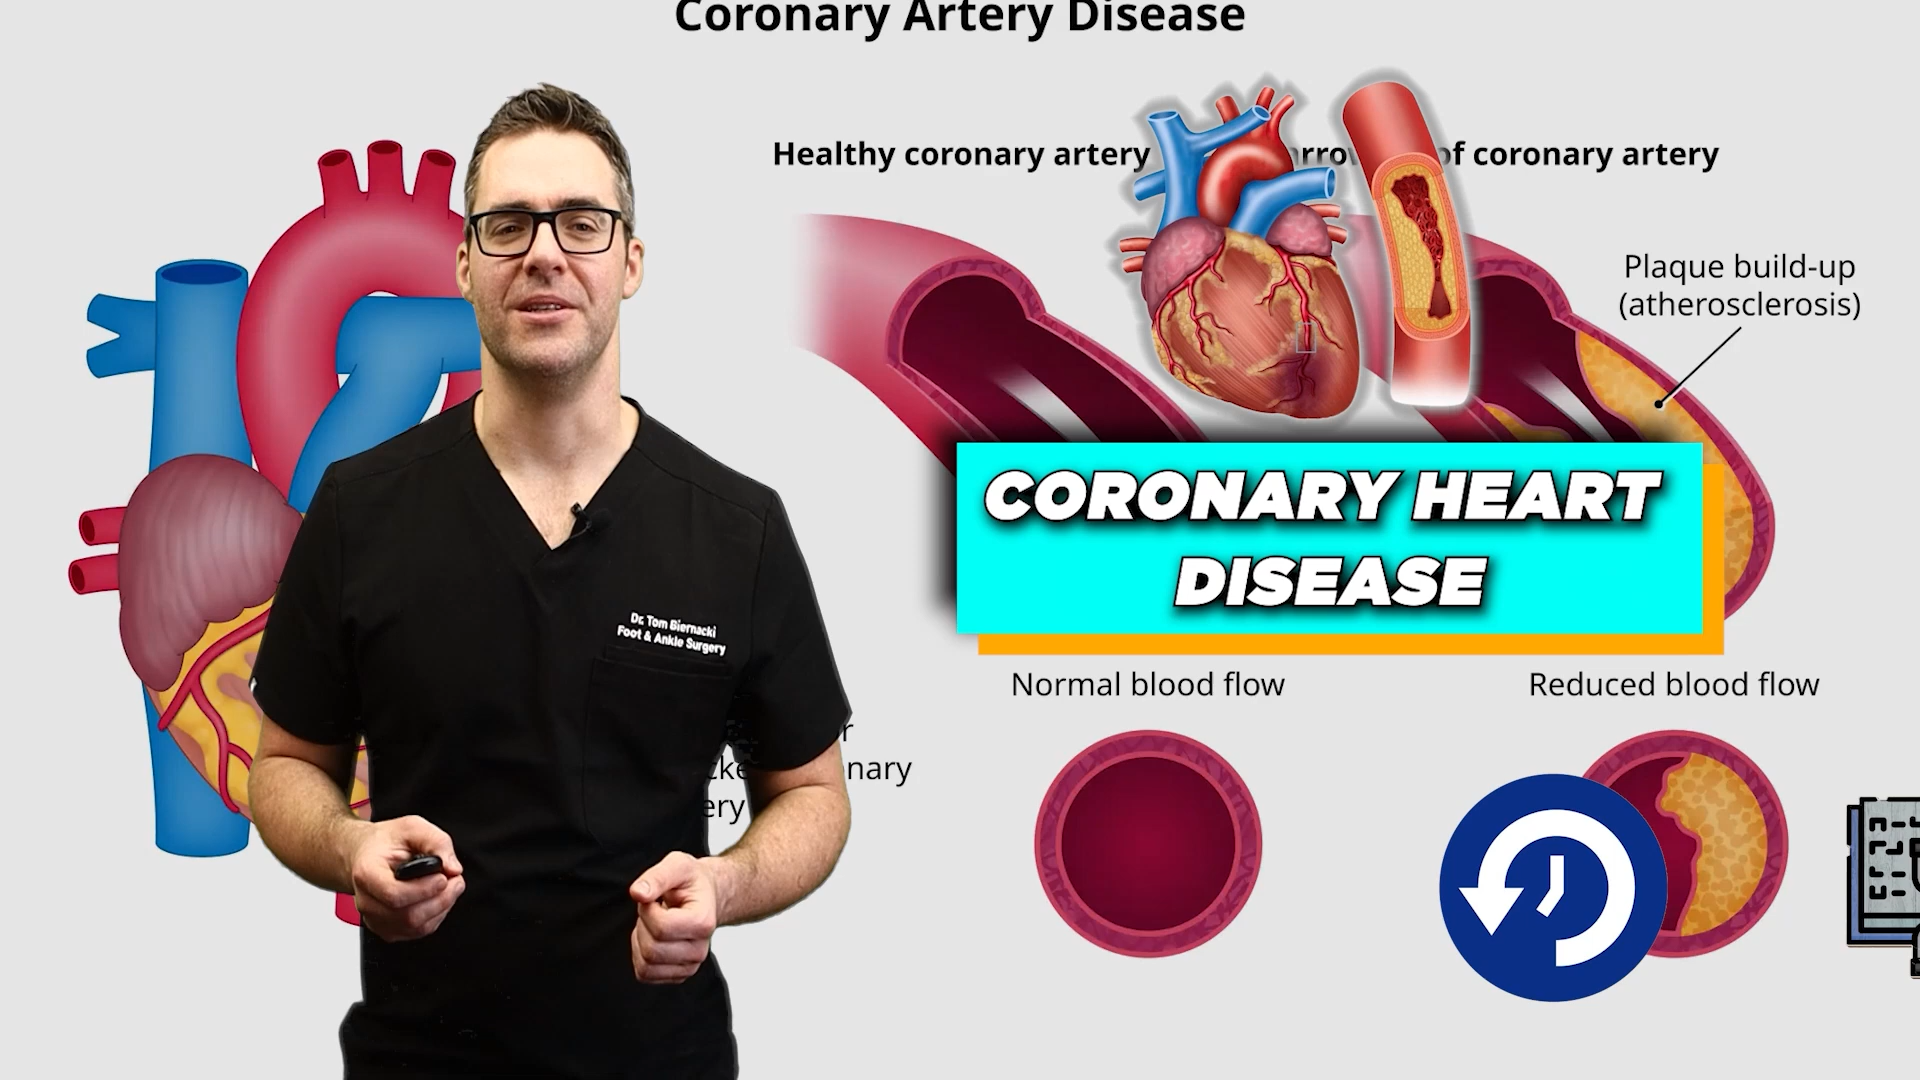 Coronary Artery Disease
Healthy coronary artery
of coronary artery
Plaque build-up
(atherosclerosis)
CORONARY HEART
DISEASE
Dr. Tom Biernacki
Foot & Ankle Surgery
Normal blood flow
Reduced blood flow